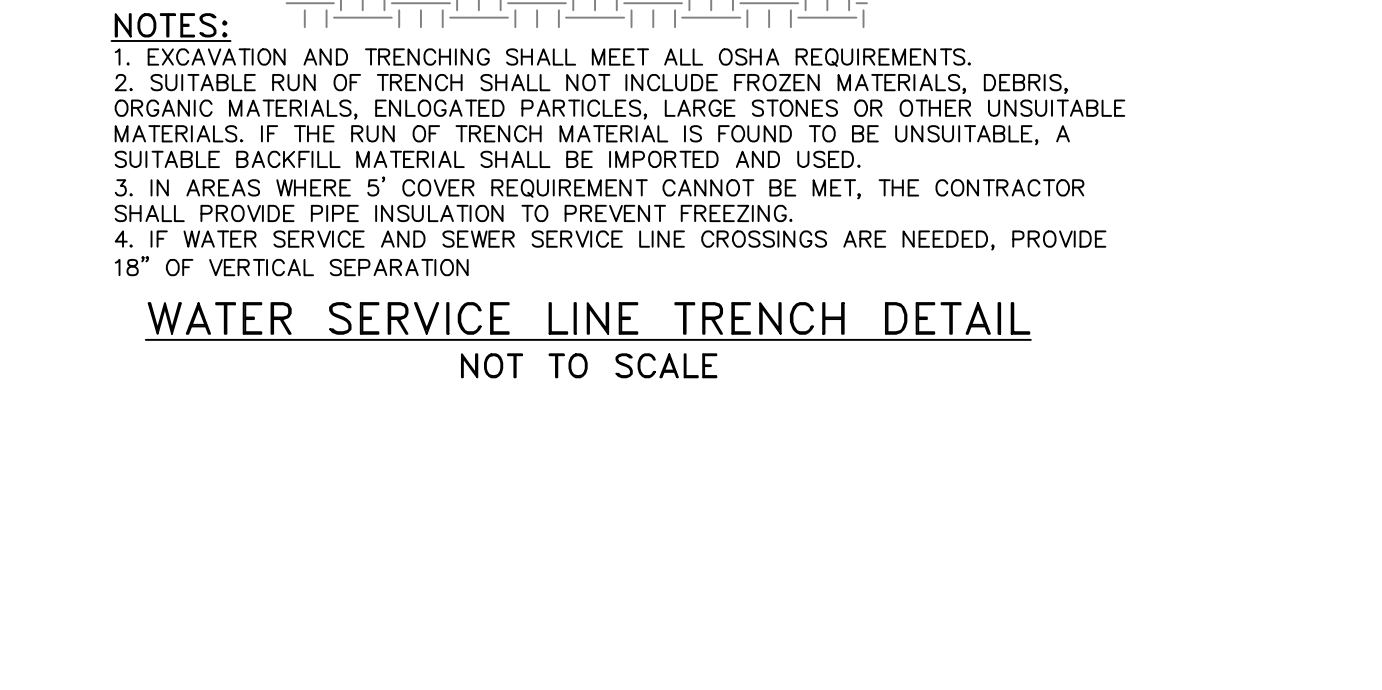 NOTES:
1. EXCAVATION AND TRENCHING SHALL MEET ALL OSHA REQUIREMENTS.
2. SUITABLE RUN OF TRENCH SHALL NOT INCLUDE FROZEN MATERIALS, DEBRIS,
ORGANIC MATERIALS, ENLOGATED PARTICLES, LARGE STONES OR OTHER UNSUITABLE
MATERIALS. IF THE RUN OF TRENCH MATERIAL IS FOUND TO BE UNSUITABLE, A
SUITABLE BACKFILL MATERIAL SHALL BE IMPORTED AND USED.
3. IN AREAS WHERE 5’ COVER REQUIREMENT CANNOT BE MET, THE CONTRACTOR
SHALL PROVIDE PIPE INSULATION TO PREVENT FREEZING.
4. IF WATER SERVICE AND SEWER SERVICE LINE CROSSINGS ARE NEEDED, PROVIDE
18” OF VERTICAL SEPARATION
WATER SERVICE LINE TRENCH DETAIL
NOT TO SCALE